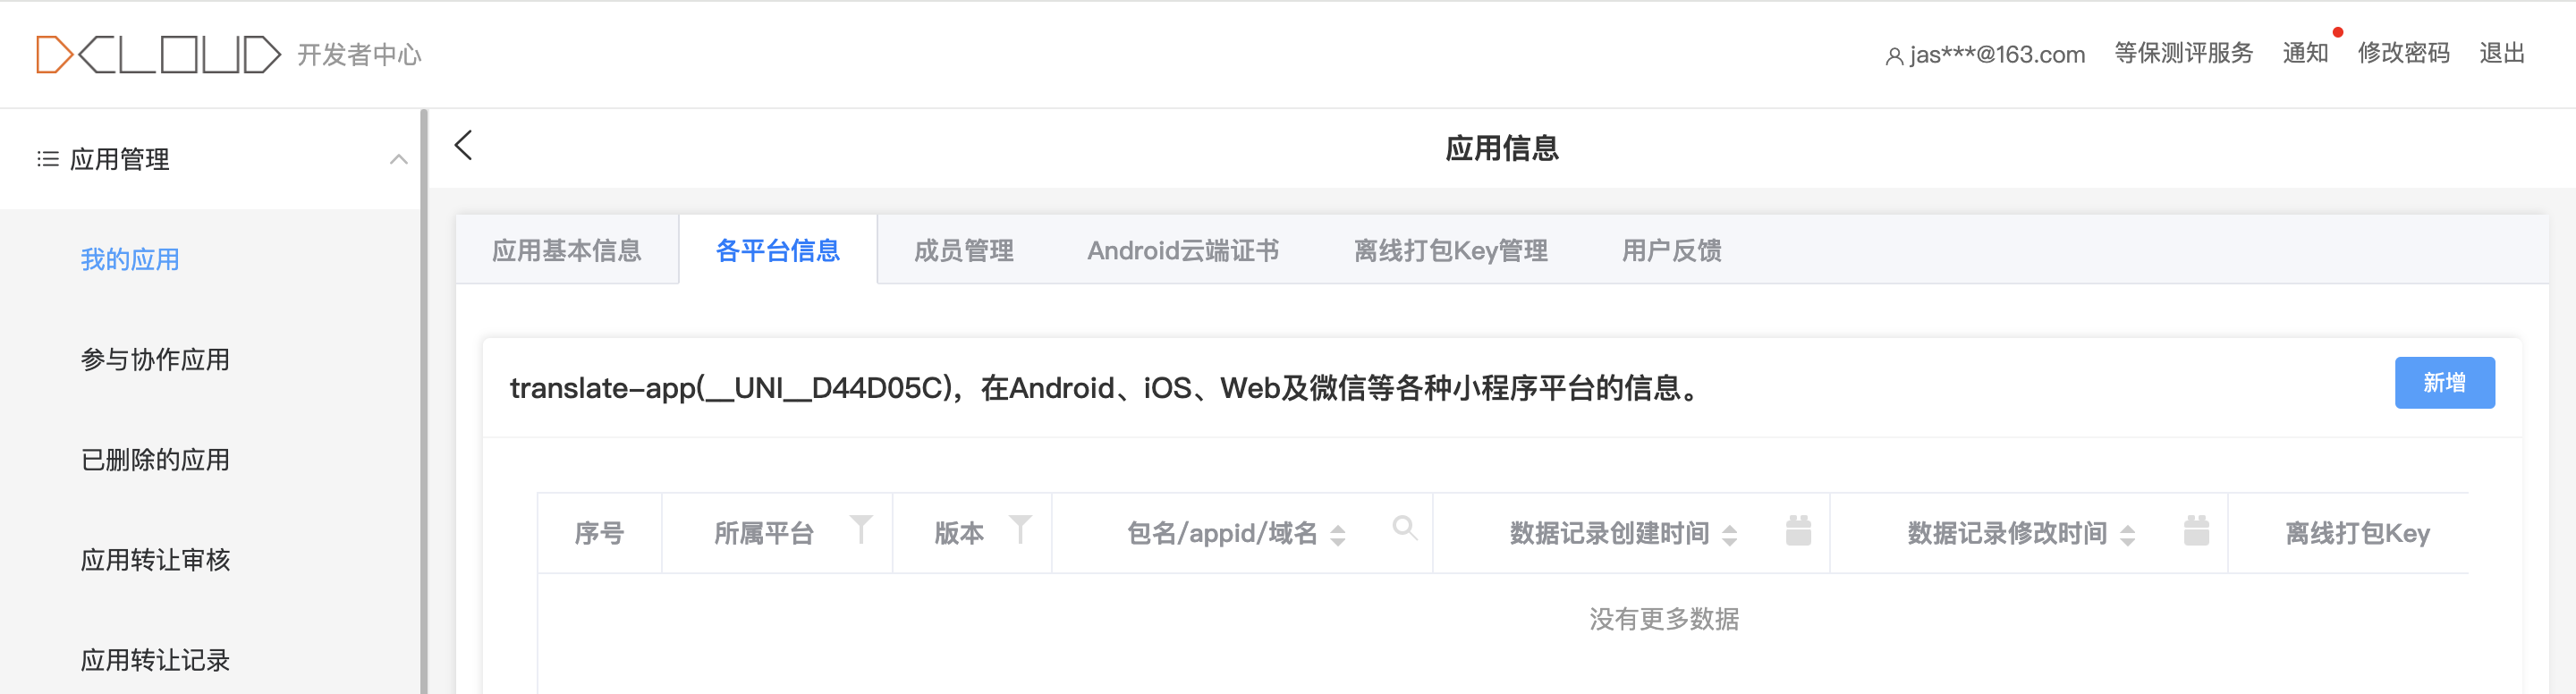 DCLOUD 开发者中心
jas***@163.com 等保测评服务 通知 修改密码 退出
应用管理
应用信息
我的应用
参与协作应用
已删除的应用
应用转让审核
应用转让记录
应用基本信息 各平台信息 成员管理 Android云端证书 离线打包Key管理 用户反馈
translate-app(__UNI__D44D05C)，在Android、iOS、Web及微信等各种小程序平台的信息。
新增
序号 所属平台 版本 包名/appid/域名 数据记录创建时间 数据记录修改时间 离线打包Key
没有更多数据